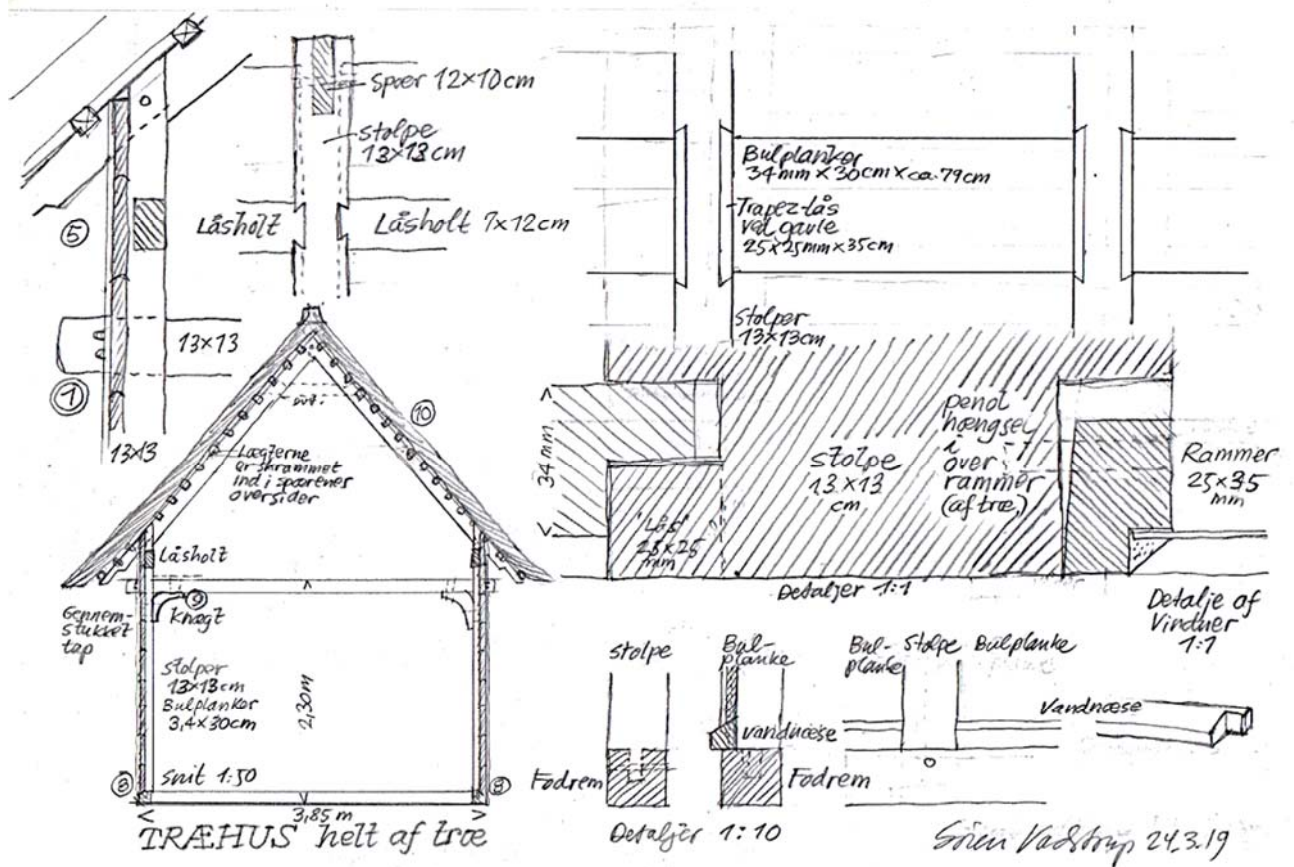 Spær 12×10cm
stolpe
13×13cm
Låsholt
Låsholt 7×12cm
5
13×13
1
13×13
Bulplanker
34mm × 30cm × ca. 79cm
Trapez-lås
ved gavle
25×25mm×35cm
stolper
13×13cm
34 mm
"Lås"
25×25
mm
stolpe
13×13
cm
hængsel
i
over
rammer
(af træ)
Rammer
25×35
mm
Detaljer 1:1
Detalje af
Vinduer
1:1
10
Lægterne
er skrammet
ind i spærenes
oversider
Låsholt
Gennem-
stukket
tap
9
Knægt
stolper
13×13cm
Bulplanker
3,4×30cm
2,30m
8
snit 1:50
8
3,85 m
TRÆHUS helt af træ
stolpe
Bul-
planke
vandnæse
Fodrem
Fodrem
Detaljer 1:10
Bul- Stolpe Bulplanke
planke
Vandnæse
Søren Vadstrup 24.3.19